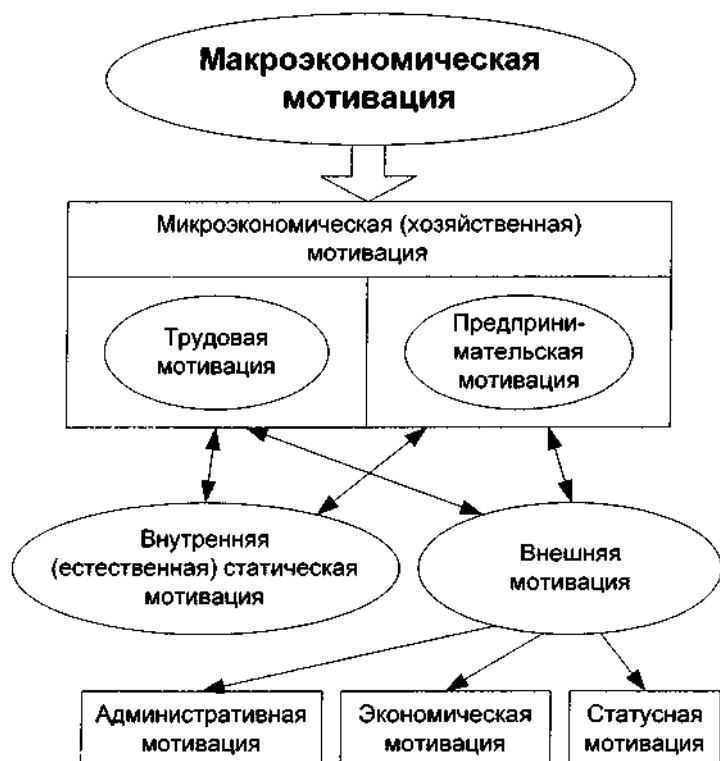 Макроэкономическая
мотивация
Микроэкономическая (хозяйственная)
мотивация
Трудовая
мотивация
Предприни-
мательская
мотивация
Внутренняя
(естественная) статическая
мотивация
Внешняя
мотивация
Административная
мотивация
Экономическая
мотивация
Статусная
мотивация